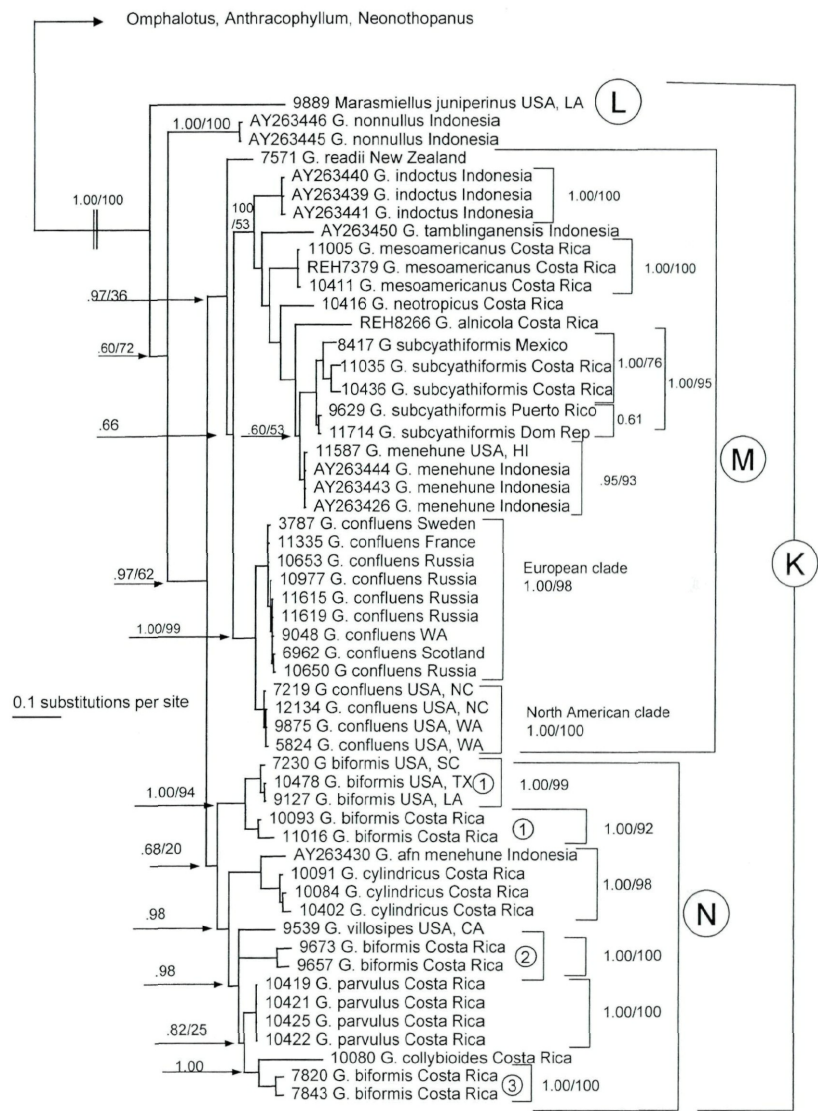 Omphalotus, Anthracophyllum, Neonothopanus
9889 Marasmiellus juniperinus USA, LA
L
1.00/100
AY263446 G. nonnullus Indonesia
AY263445 G. nonnullus Indonesia
7571 G. readii New Zealand
AY263440 G. indoctus Indonesia
AY263439 G. indoctus Indonesia
1.00/100
AY263441 G. indoctus Indonesia
1.00/100
100
/53
AY263450 G. tamblinganensis Indonesia
11005 G. mesoamericanus Costa Rica
REH7379 G. mesoamericanus Costa Rica
1.00/100
10411 G. mesoamericanus Costa Rica
.97/36
10416 G. neotropicus Costa Rica
REH8266 G. alnicola Costa Rica
8417 G subcyathiformis Mexico
.60/72
11035 G. subcyathiformis Costa Rica
1.00/76
1.00/95
10436 G. subcyathiformis Costa Rica
9629 G. subcyathiformis Puerto Rico
0.61
11714 G. subcyathiformis Dom Rep
.66
.60/53
11587 G. menehune USA, HI
M
AY263444 G. menehune Indonesia
.95/93
AY263443 G. menehune Indonesia
AY263426 G. menehune Indonesia
3787 G. confluens Sweden
11335 G. confluens France
10653 G. confluens Russia
European clade
1.00/98
K
10977 G. confluens Russia
.97/62
11615 G. confluens Russia
11619 G. confluens Russia
1.00/99
9048 G. confluens WA
6962 G. confluens Scotland
10650 G confluens Russia
7219 G confluens USA, NC
0.1 substitutions per site
12134 G. confluens USA, NC
North American clade
1.00/100
9875 G. confluens USA, WA
5824 G. confluens USA, WA
7230 G biformis USA, SC
10478 G. biformis USA, TX
1
1.00/99
1.00/94
9127 G. biformis USA, LA
10093 G. biformis Costa Rica
1
1.00/92
11016 G. biformis Costa Rica
.68/20
AY263430 G. afn menehune Indonesia
10091 G. cylindricus Costa Rica
1.00/98
10084 G. cylindricus Costa Rica
10402 G. cylindricus Costa Rica
N
.98
9539 G. villosipes USA, CA
9673 G. biformis Costa Rica
2
1.00/100
9657 G. biformis Costa Rica
.98
10419 G. parvulus Costa Rica
10421 G. parvulus Costa Rica
1.00/100
10425 G. parvulus Costa Rica
10422 G. parvulus Costa Rica
.82/25
10080 G. collybioides Costa Rica
1.00
7820 G. biformis Costa Rica
3
1.00/100
7843 G. biformis Costa Rica